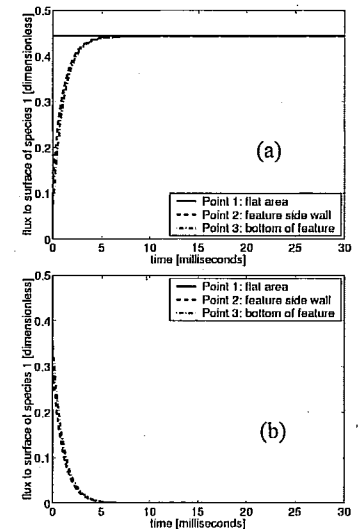 flux to surface of species 1 [dimensionless]
0.5
0.4
0.3
0.2
0.1
0
(a)
Point 1: flat area
Point 2: feature side wall
Point 3: bottom of feature
0 5 10 15 20 25 30
time [milliseconds]
flux to surface of species 1 [dimensionless]
0.5
0.4
0.3
0.2
0.1
0
Point 1: flat area
Point 2: feature side wall
Point 3: bottom of feature
(b)
0 5 10 15 20 25 30
time [milliseconds]